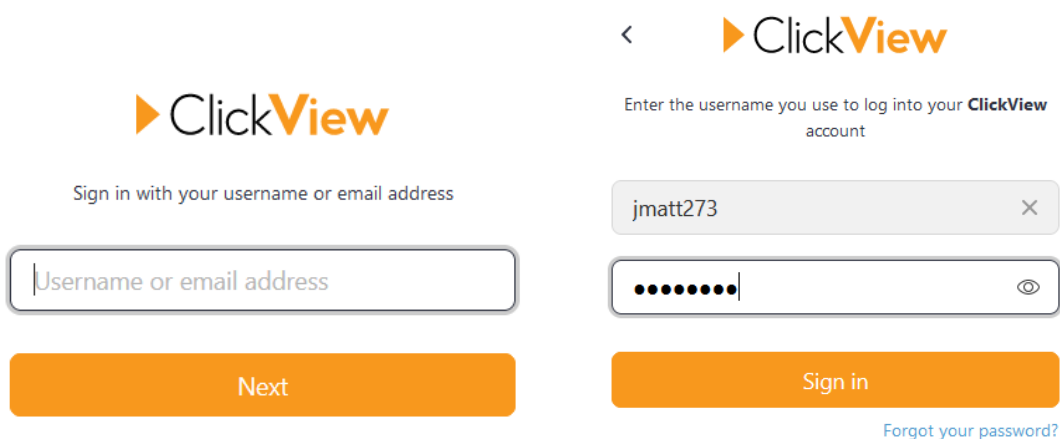 ClickView
Sign in with your username or email address
Username or email address
Next
ClickView
Enter the username you use to log into your ClickView
account
jmatt273
Sign in
Forgot your password?